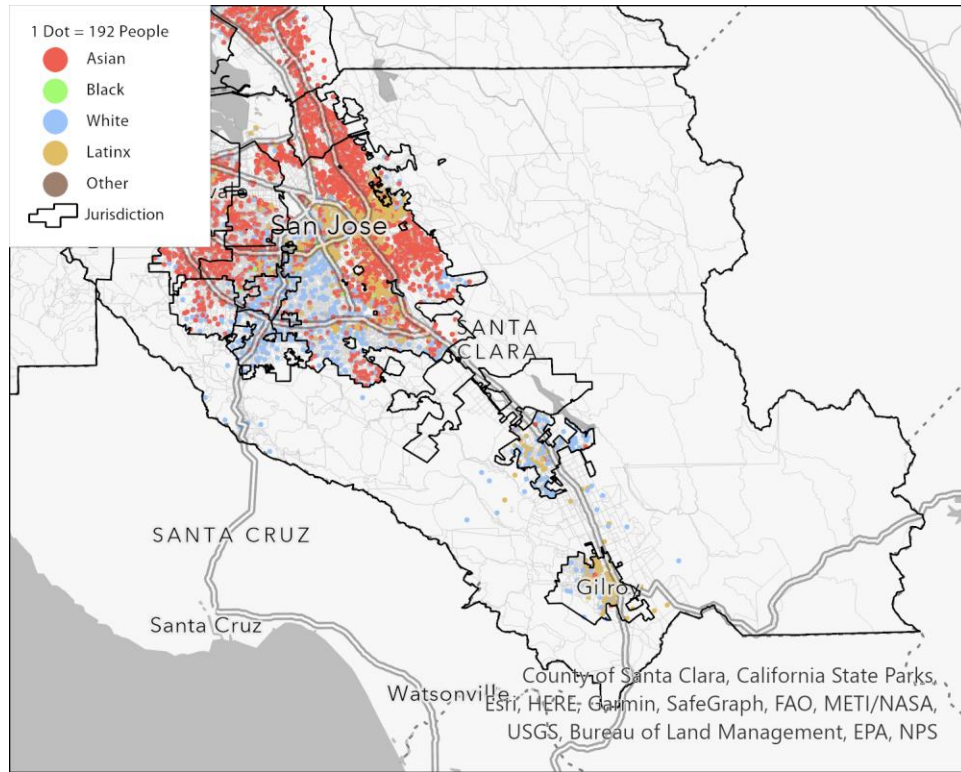 1 Dot = 192 People
Asian
Black
White
Latinx
Other
Jurisdiction
San Jose
SANTA
CLARA
SANTA CRUZ
Gilroy
Santa Cruz
Watsonville
County of Santa Clara, California State Parks,
Esri, HERE, Garmin, SafeGraph, FAO, METI/NASA,
USGS, Bureau of Land Management, EPA, NPS